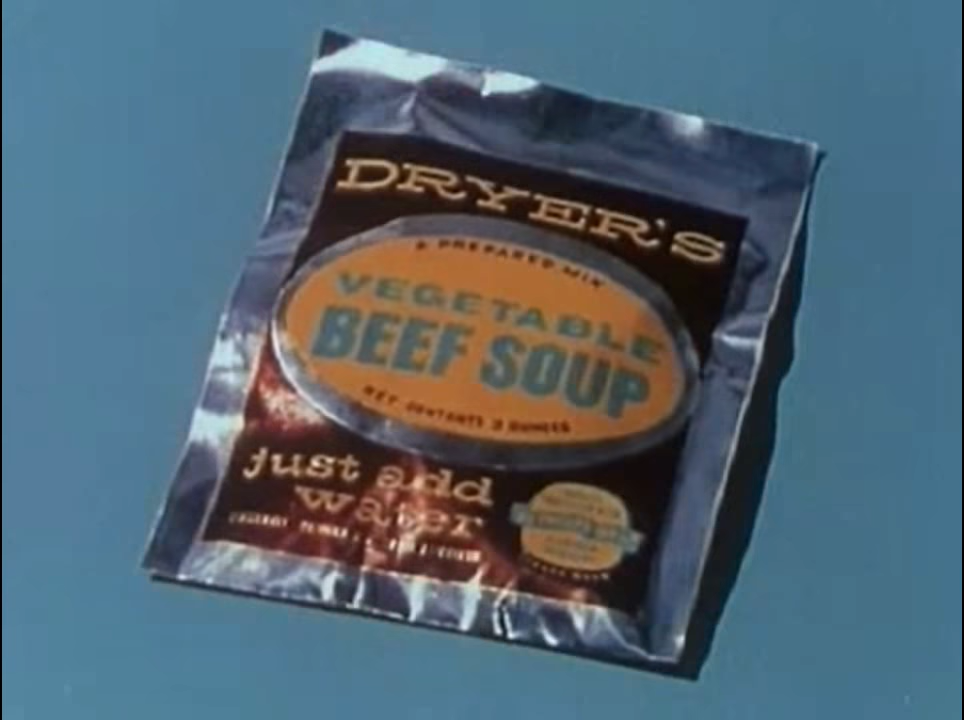 DRYER'S
A PREPARED MIX
VEGETABLE
BEEF SOUP
NET CONTENTS 3 OUNCES
just add
water